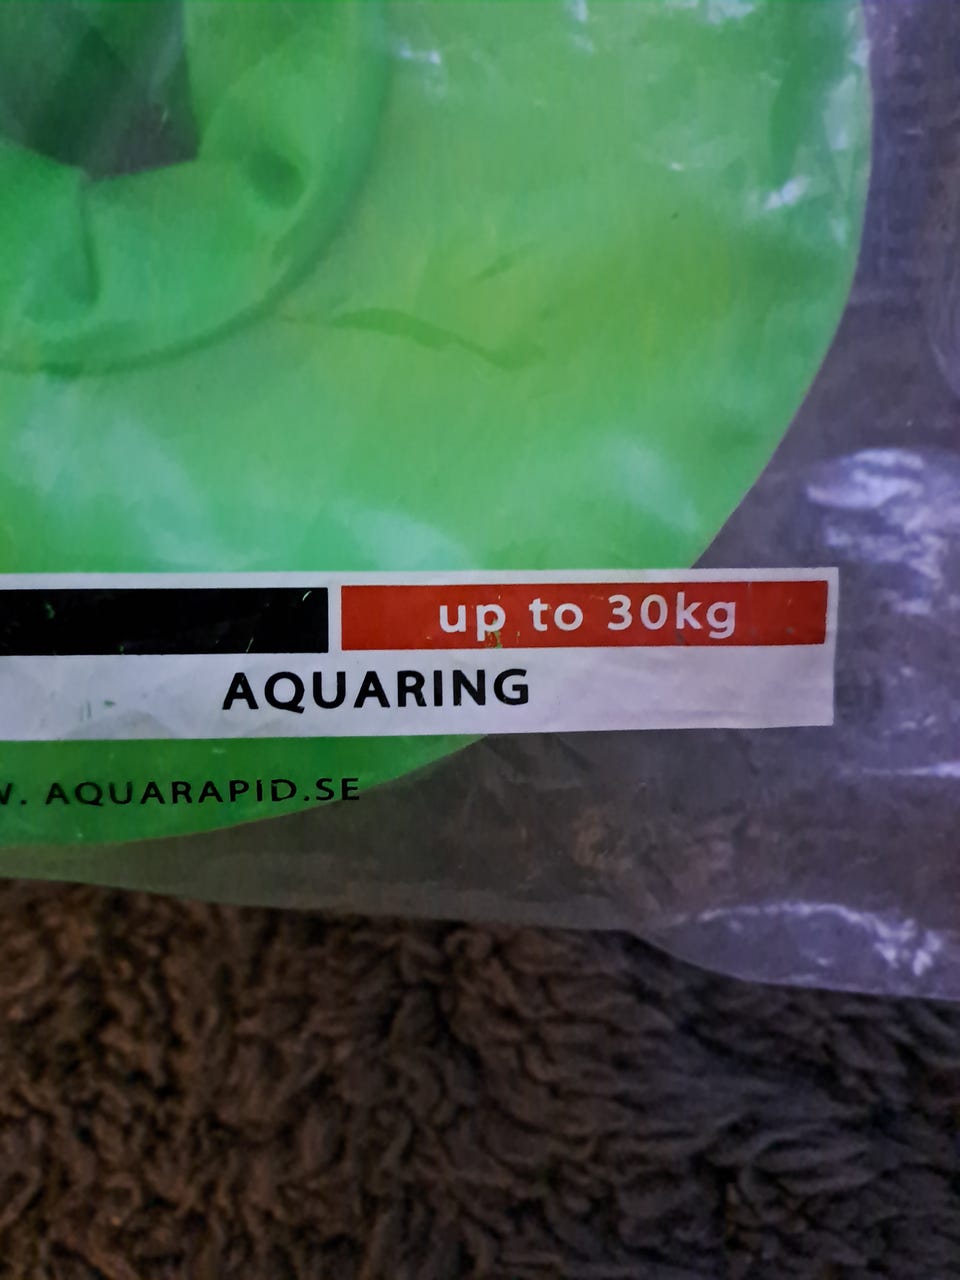 up to 30kg
AQUARING
. AQUARAPID.SE